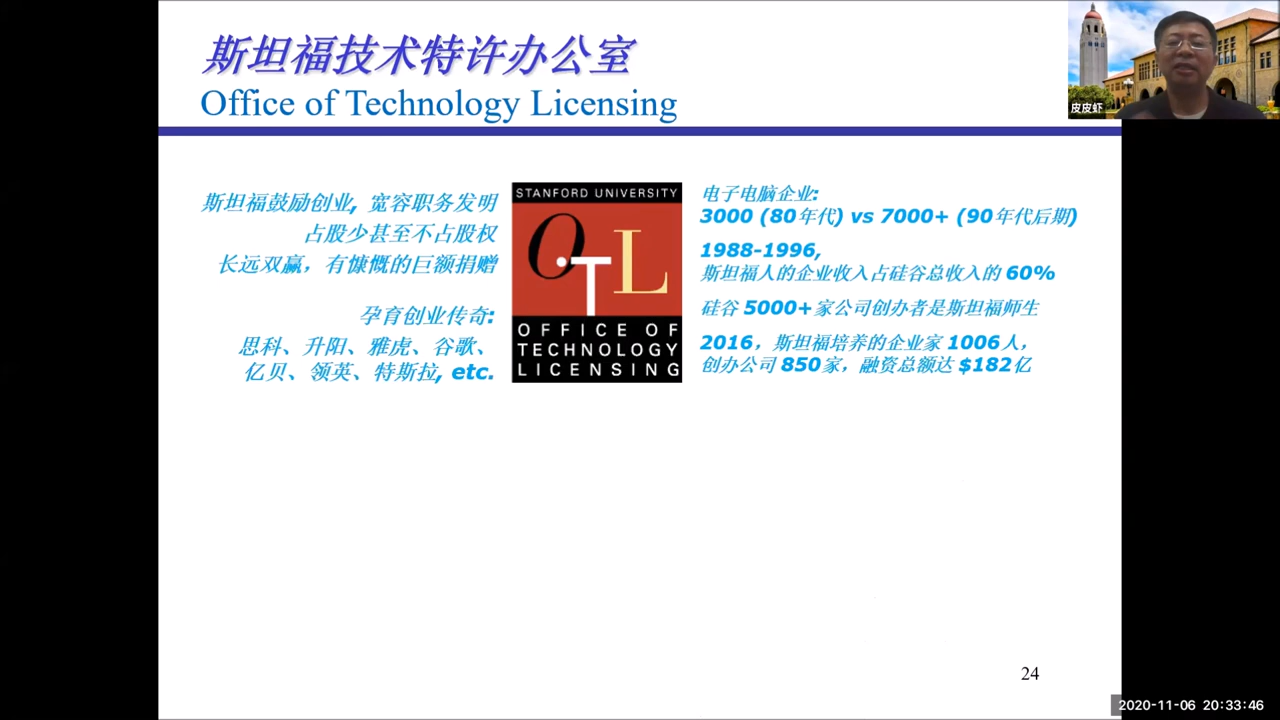 斯坦福技术特许办公室
Office of Technology Licensing
皮皮虾
斯坦福鼓励创业, 宽容职务发明
占股少甚至不占股权
长远双赢，有慷慨的巨额捐赠
孕育创业传奇:
思科、升阳、雅虎、谷歌、
亿贝、领英、特斯拉, etc.
STANFORD UNIVERSITY
OTL
OFFICE OF
TECHNOLOGY
LICENSING
电子电脑企业:
3000 (80年代) vs 7000+ (90年代后期)
1988-1996,
斯坦福人的企业收入占硅谷总收入的 60%
硅谷 5000+家公司创办者是斯坦福师生
2016，斯坦福培养的企业家 1006人，
创办公司 850家，融资总额达 $182亿
24
2020-11-06 20:33:46